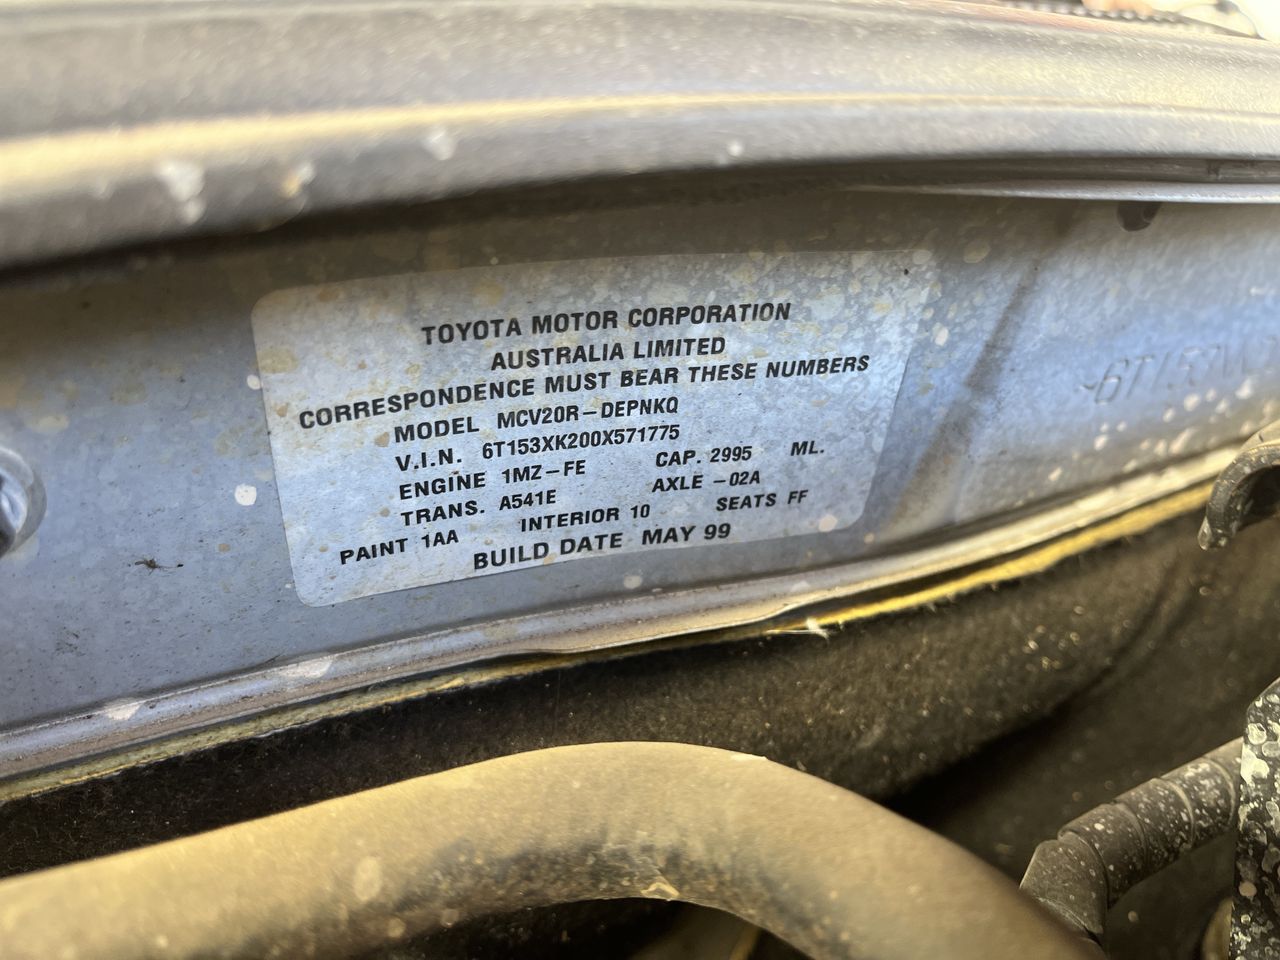 TOYOTA MOTOR CORPORATION
AUSTRALIA LIMITED
CORRESPONDENCE MUST BEAR THESE NUMBERS
MODEL MCV20R-DEPNKQ
V.I.N. 6T153XK200X571775
ENGINE 1MZ-FE CAP. 2995 ML.
TRANS. A541E AXLE -02A
PAINT 1AA INTERIOR 10 SEATS FF
BUILD DATE MAY 99